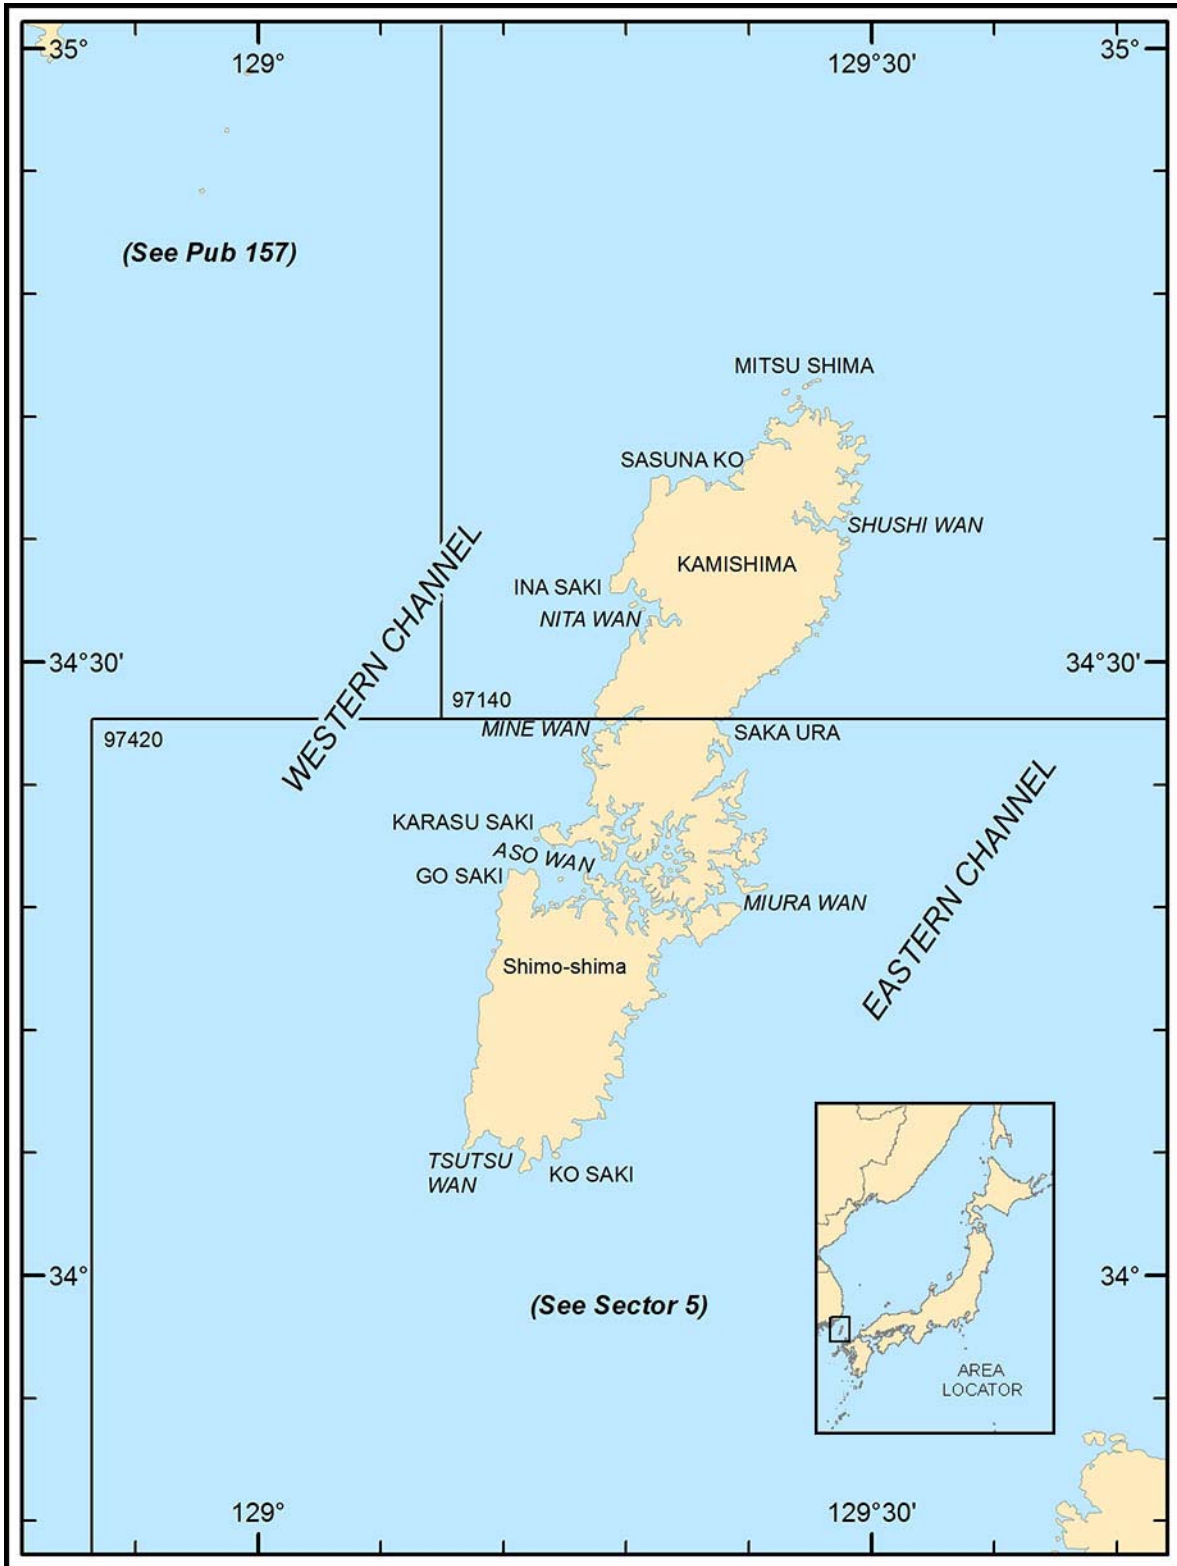 35°
129°
129°30'
35°
(See Pub 157)
MITSU SHIMA
SASUNA KO
SHUSHI WAN
KAMISHIMA
INA SAKI
NITA WAN
WESTERN CHANNEL
34°30'
34°30'
97140
97420
MINE WAN
SAKA URA
EASTERN CHANNEL
KARASU SAKI
ASO WAN
GO SAKI
MIURA WAN
Shimo-shima
TSUTSU
WAN
KO SAKI
34°
34°
(See Sector 5)
AREA
LOCATOR
129°
129°30'